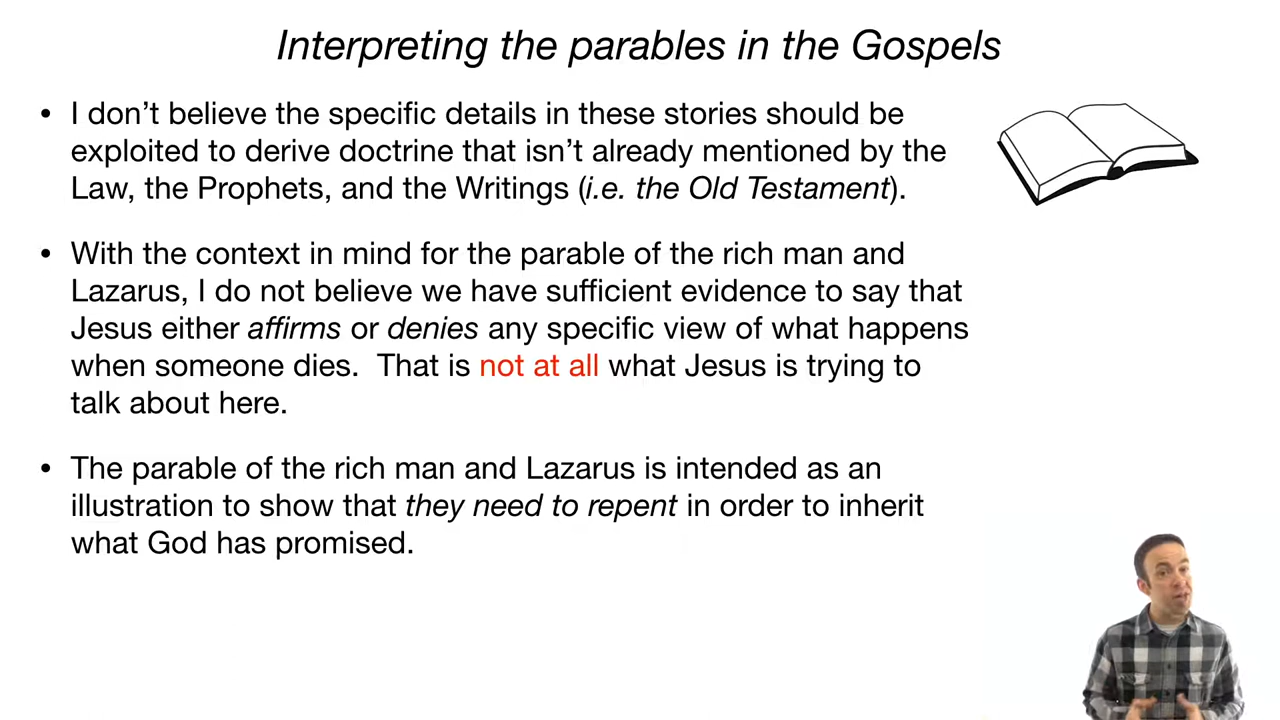 Interpreting the parables in the Gospels
• I don’t believe the specific details in these stories should be
exploited to derive doctrine that isn’t already mentioned by the
Law, the Prophets, and the Writings (i.e. the Old Testament).
• With the context in mind for the parable of the rich man and
Lazarus, I do not believe we have sufficient evidence to say that
Jesus either affirms or denies any specific view of what happens
when someone dies.  That is not at all what Jesus is trying to
talk about here.
• The parable of the rich man and Lazarus is intended as an
illustration to show that they need to repent in order to inherit
what God has promised.